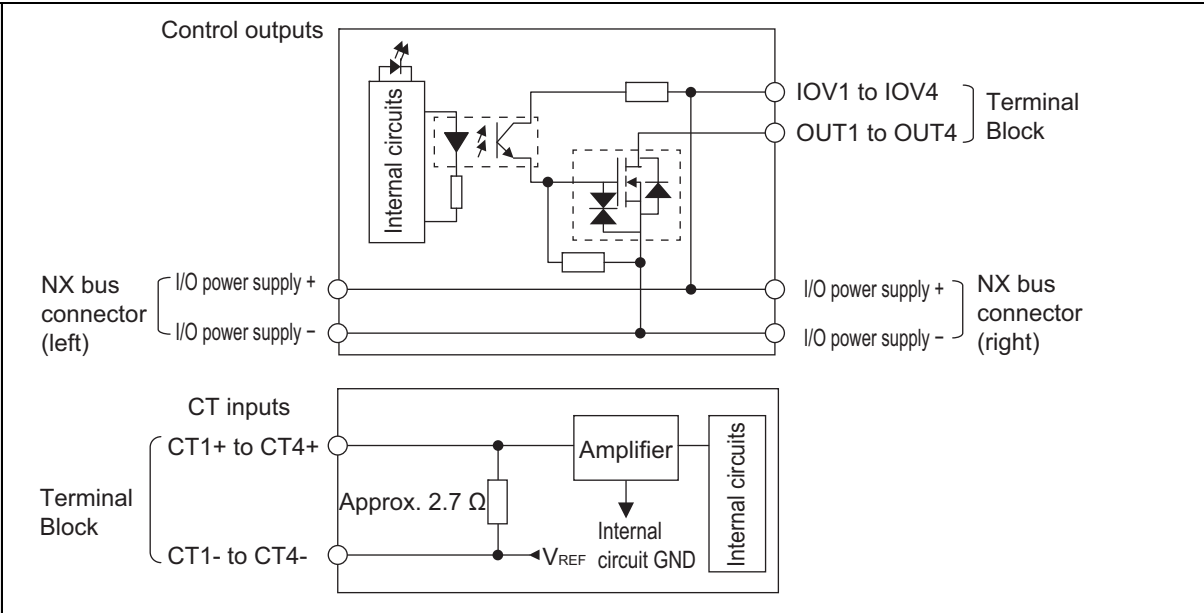 Control outputs
Internal circuits
IOV1 to IOV4
OUT1 to OUT4
Terminal
Block
NX bus
connector
(left)
I/O power supply +
I/O power supply −
I/O power supply +
I/O power supply −
NX bus
connector
(right)
CT inputs
CT1+ to CT4+
Terminal
Block
CT1- to CT4-
Approx. 2.7 Ω
Amplifier
Internal
circuit GND
VREF
Internal circuits